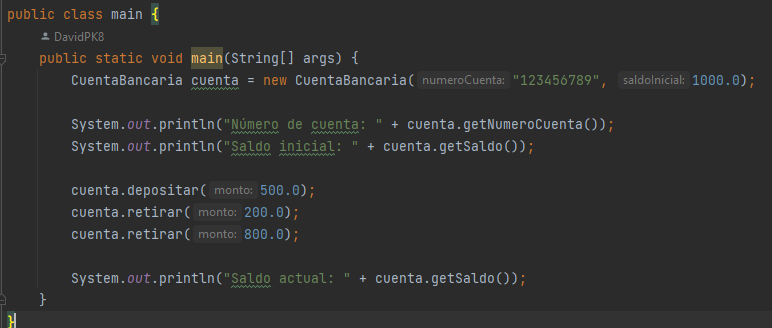 public class main {
DavidPK8
public static void main(String[] args) {
CuentaBancaria cuenta = new CuentaBancaria( numeroCuenta: "123456789", saldoInicial: 1000.0);
System.out.println("Número de cuenta: " + cuenta.getNumeroCuenta());
System.out.println("Saldo inicial: " + cuenta.getSaldo());
cuenta.depositar( monto: 500.0);
cuenta.retirar( monto: 200.0);
cuenta.retirar( monto: 800.0);
System.out.println("Saldo actual: " + cuenta.getSaldo());
}
}